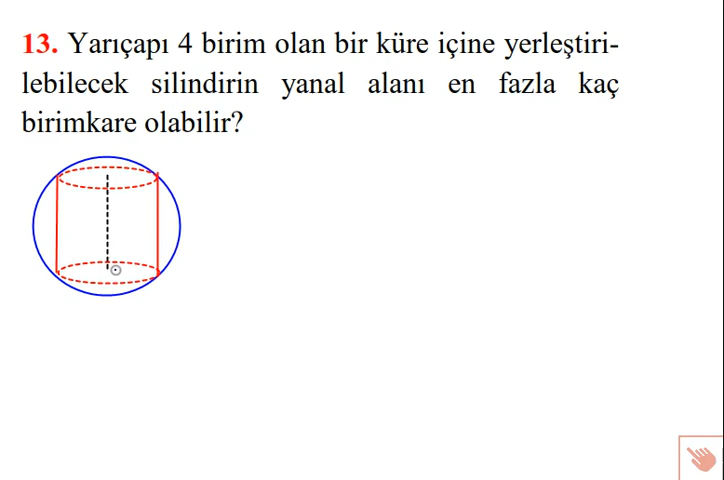 13. Yarıçapı 4 birim olan bir küre içine yerleştiri-
lebilecek silindirin yanal alanı en fazla kaç
birimkare olabilir?